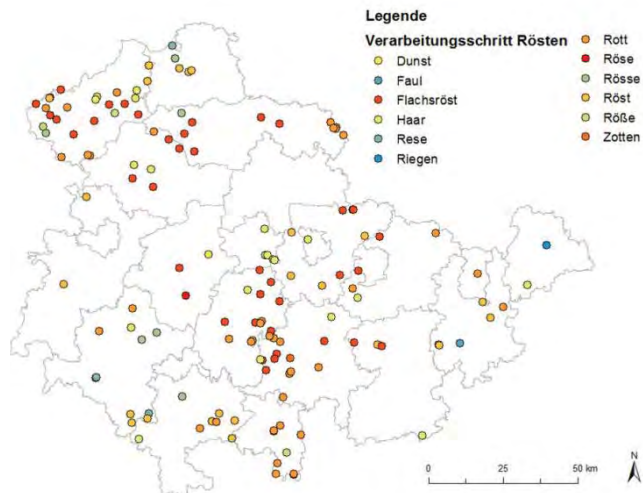 Legende
Verarbeitungsschritt Rösten
Dunst
Faul
Flachsröst
Haar
Rese
Riegen
Rott
Röse
Rösse
Röst
Röße
Zotten
N
0 25 50 km